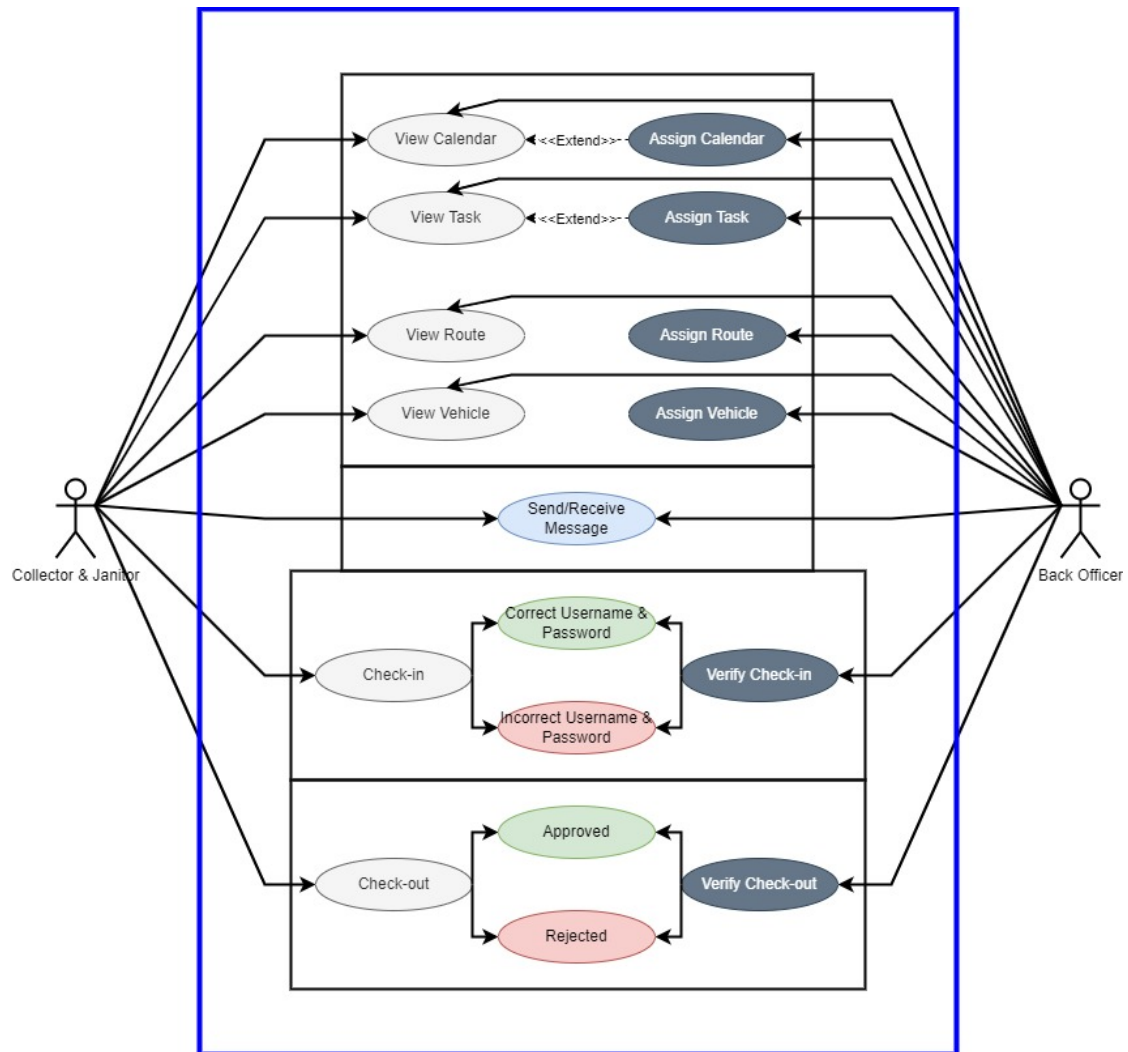 View Calendar
<<Extend>>
Assign Calendar
View Task
<<Extend>>
Assign Task
View Route
Assign Route
View Vehicle
Assign Vehicle
Send/Receive
Message
Collector & Janitor
Back Officer
Correct Username &
Password
Check-in
Verify Check-in
Incorrect Username &
Password
Approved
Check-out
Verify Check-out
Rejected